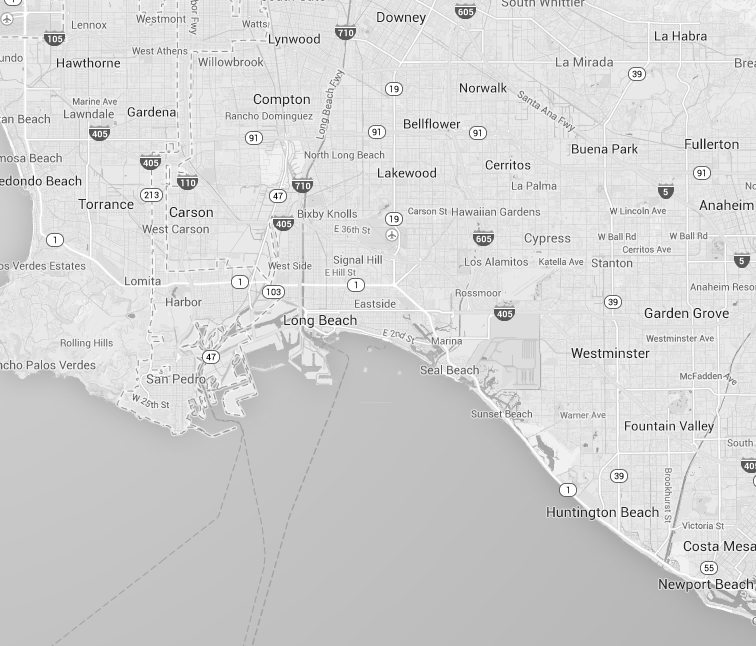 South Whittier
Westmont
Downey
605
1
Lennox
Watts
710
105
Lynwood
La Habra
West Athens
Hawthorne
Willowbrook
La Mirada
39
Norwalk
19
Marine Ave
Lawndale
Gardena
Compton
Rancho Dominguez
Long Beach Fwy
Santa Ana Fwy
405
91
91
Bellflower
91
Fullerton
Buena Park
North Long Beach
405
Cerritos
Lakewood
91
110
710
La Palma
5
213
47
Torrance
Carson
Bixby Knolls
19
Carson St
Hawaiian Gardens
W Lincoln Ave
Anaheim
405
West Carson
E 36th St
1
605
Cypress
W Ball Rd
W Ball Rd
Cerritos Ave
Signal Hill
Los Alamitos
Katella Ave
Stanton
5
West Side
E Hill St
Lomita
1
103
1
Rossmoor
Harbor
Eastside
39
405
Garden Grove
Long Beach
Rolling Hills
E 2nd St
Marina
Westminster Ave
47
Westminster
San Pedro
Seal Beach
McFadden Ave
W 25th St
Sunset Beach
Warner Ave
Fountain Valley
39
1
Brookhurst St
Huntington Beach
Victoria St
Costa Mesa
55
Newport Beach